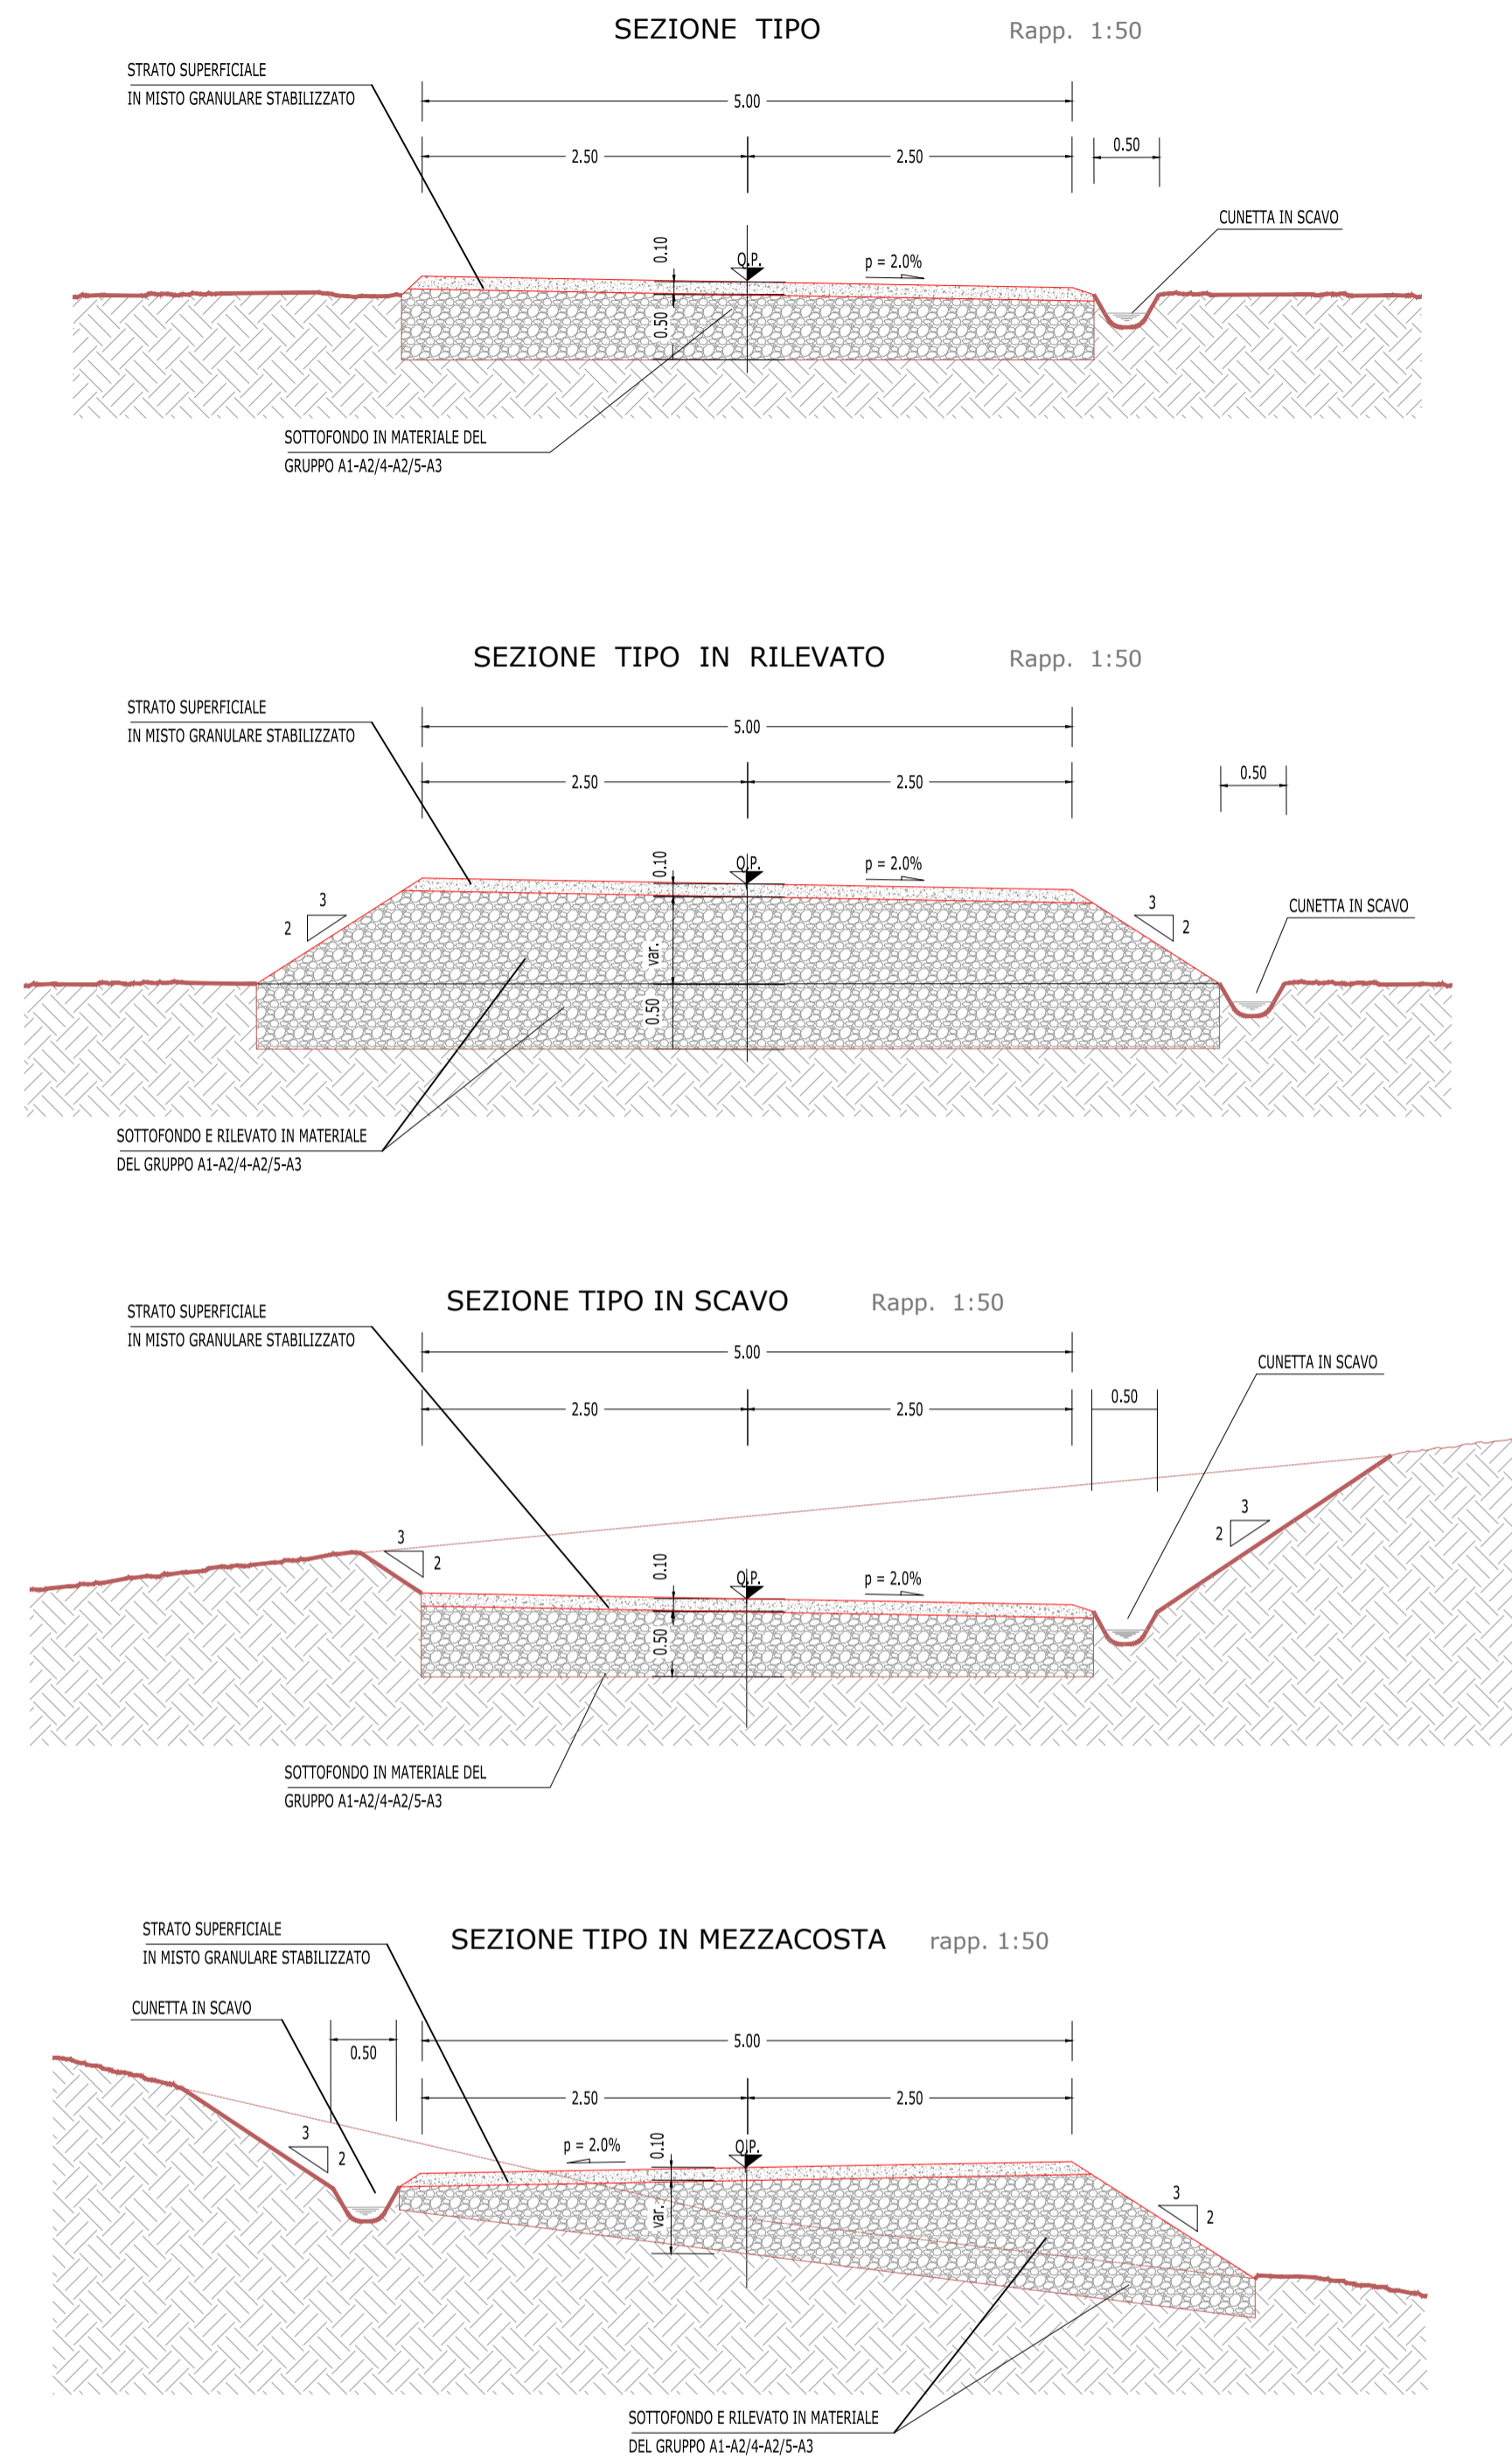 SEZIONE TIPO Rapp. 1:50
STRATO SUPERFICIALE
IN MISTO GRANULARE STABILIZZATO
5.00
2.50 2.50 0.50
CUNETTA IN SCAVO
0.10 Q.P. p = 2.0%
0.50
SOTTOFONDO IN MATERIALE DEL
GRUPPO A1-A2/4-A2/5-A3
SEZIONE TIPO IN RILEVATO Rapp. 1:50
STRATO SUPERFICIALE
IN MISTO GRANULARE STABILIZZATO
5.00
2.50 2.50 0.50
0.10 Q.P. p = 2.0%
3 3
2 2
CUNETTA IN SCAVO
var.
0.50
SOTTOFONDO E RILEVATO IN MATERIALE
DEL GRUPPO A1-A2/4-A2/5-A3
SEZIONE TIPO IN SCAVO Rapp. 1:50
STRATO SUPERFICIALE
IN MISTO GRANULARE STABILIZZATO
5.00
CUNETTA IN SCAVO
2.50 2.50 0.50
3
2
3
2
0.10 Q.P. p = 2.0%
0.50
SOTTOFONDO IN MATERIALE DEL
GRUPPO A1-A2/4-A2/5-A3
SEZIONE TIPO IN MEZZACOSTA rapp. 1:50
STRATO SUPERFICIALE
IN MISTO GRANULARE STABILIZZATO
CUNETTA IN SCAVO
0.50 5.00
2.50 2.50
3
2
p = 2.0% 0.10 Q.P.
var.
3
2
SOTTOFONDO E RILEVATO IN MATERIALE
DEL GRUPPO A1-A2/4-A2/5-A3